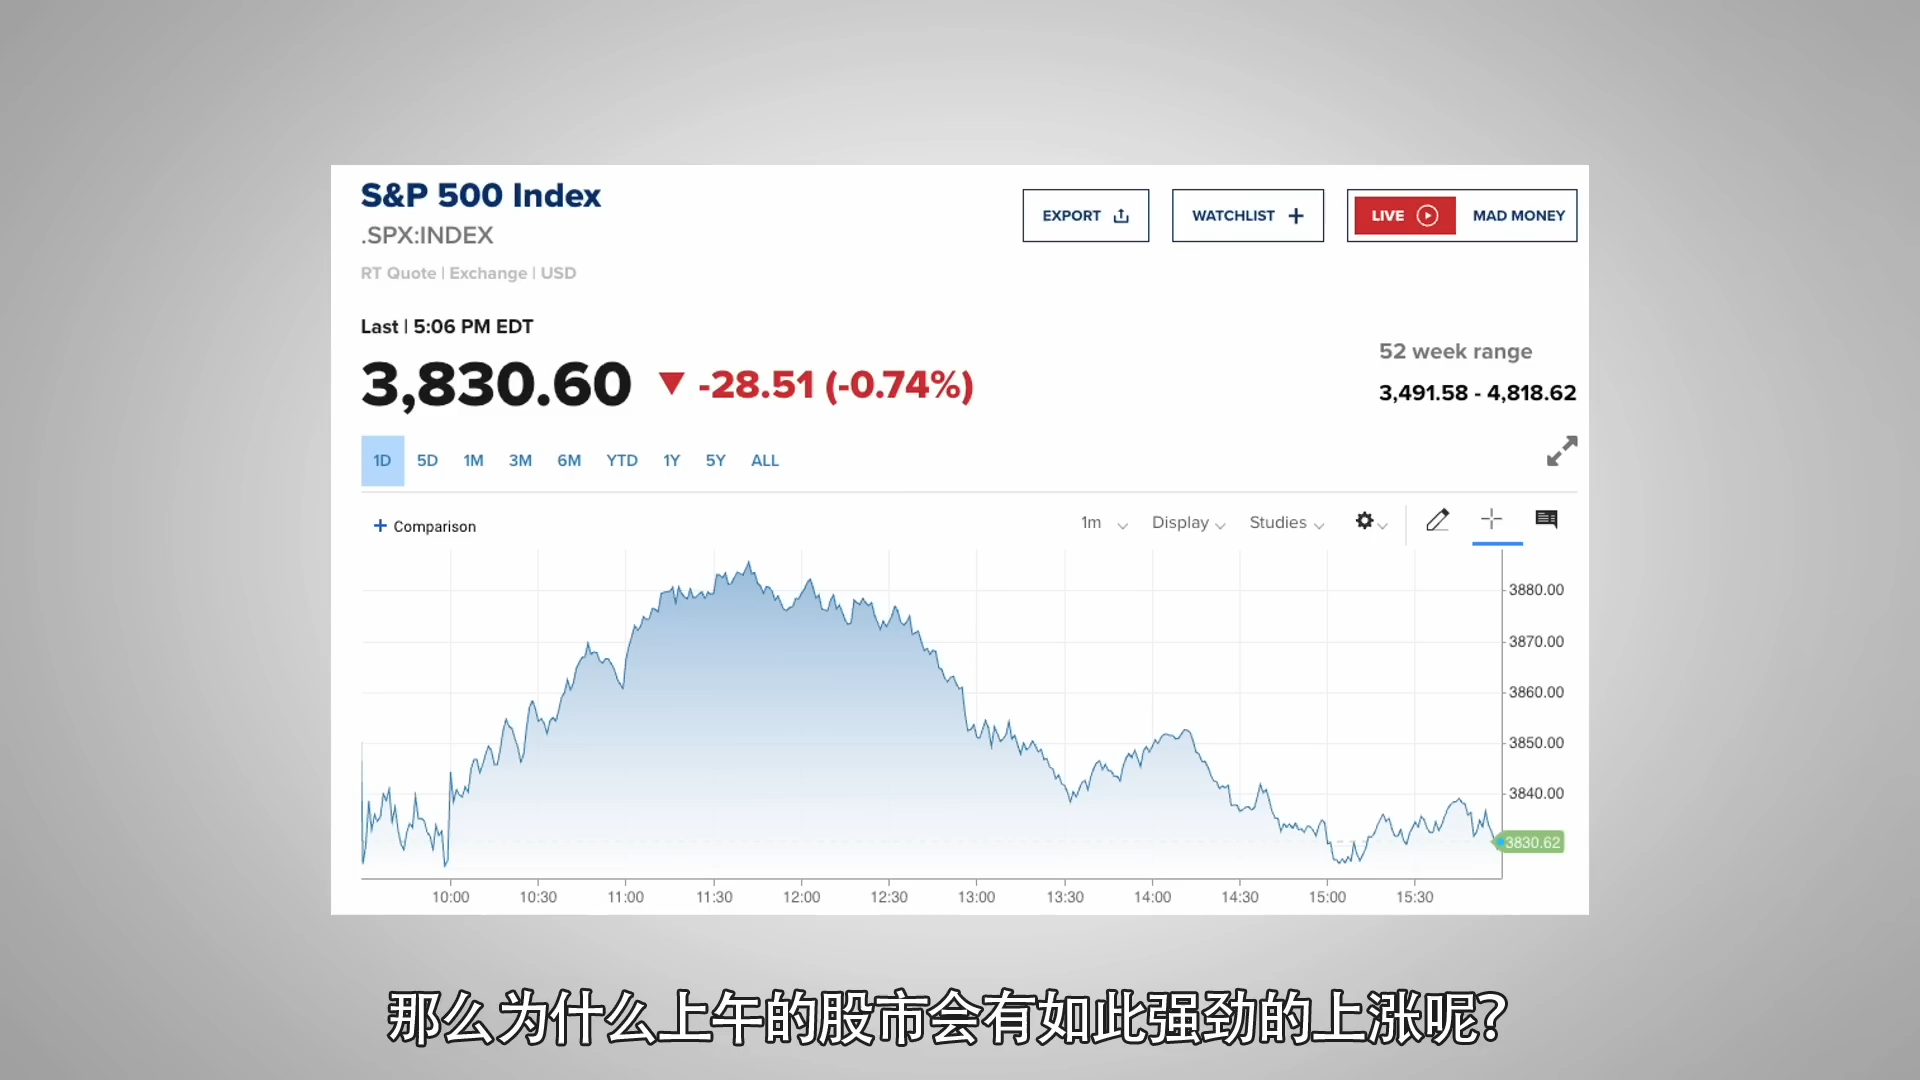 S&P 500 Index
.SPX:INDEX
RT Quote | Exchange | USD
EXPORT
WATCHLIST +
LIVE
MAD MONEY
Last | 5:06 PM EDT
3,830.60 ▼ -28.51 (-0.74%)
52 week range
3,491.58 - 4,818.62
1D 5D 1M 3M 6M YTD 1Y 5Y ALL
+ Comparison
1m Display Studies
3880.00
3870.00
3860.00
3850.00
3840.00
3830.62
10:00 10:30 11:00 11:30 12:00 12:30 13:00 13:30 14:00 14:30 15:00 15:30
那么为什么上午的股市会有如此强劲的上涨呢?